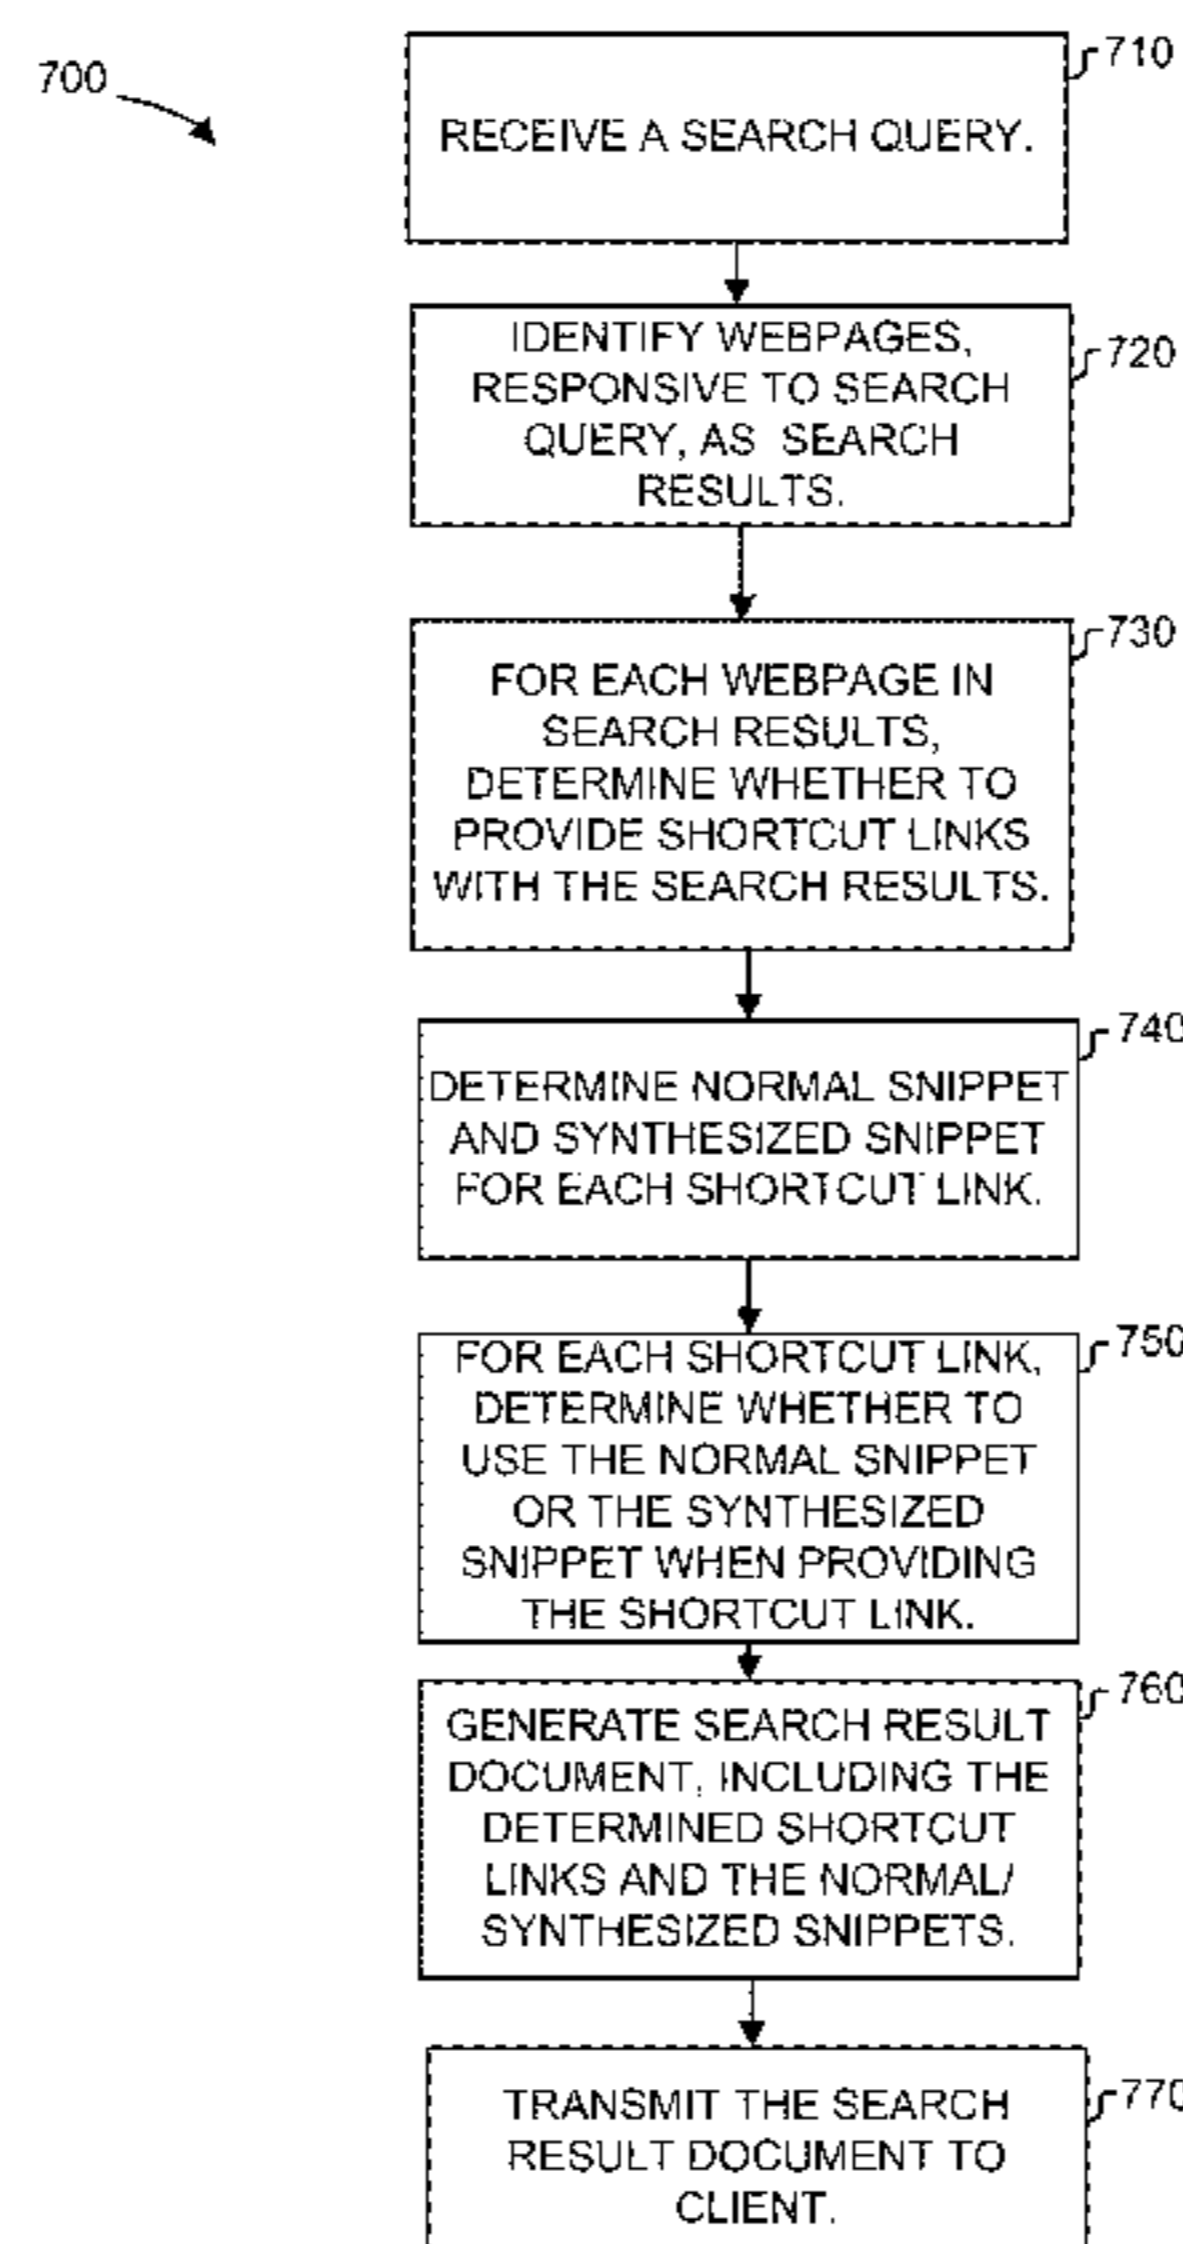 700
710
RECEIVE A SEARCH QUERY.
IDENTIFY WEBPAGES,
RESPONSIVE TO SEARCH
QUERY, AS SEARCH
RESULTS.
720
FOR EACH WEBPAGE IN
SEARCH RESULTS,
DETERMINE WHETHER TO
PROVIDE SHORTCUT LINKS
WITH THE SEARCH RESULTS.
730
DETERMINE NORMAL SNIPPET
AND SYNTHESIZED SNIPPET
FOR EACH SHORTCUT LINK.
740
FOR EACH SHORTCUT LINK,
DETERMINE WHETHER TO
USE THE NORMAL SNIPPET
OR THE SYNTHESIZED
SNIPPET WHEN PROVIDING
THE SHORTCUT LINK.
750
GENERATE SEARCH RESULT
DOCUMENT, INCLUDING THE
DETERMINED SHORTCUT
LINKS AND THE NORMAL/
SYNTHESIZED SNIPPETS.
760
TRANSMIT THE SEARCH
RESULT DOCUMENT TO
CLIENT.
770